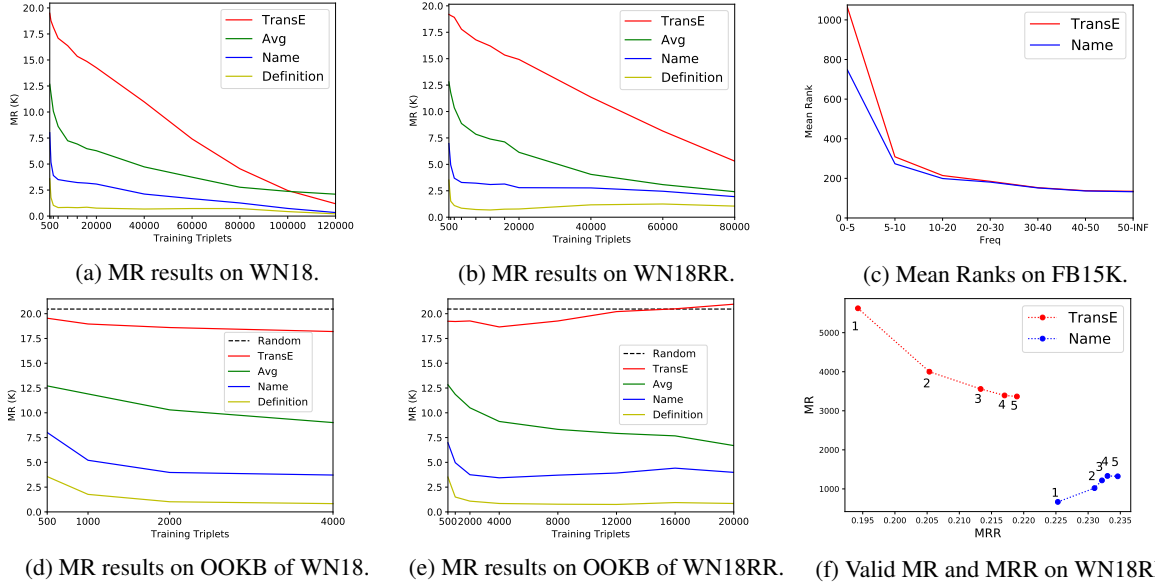 MR (K)
20.0
17.5
15.0
12.5
10.0
7.5
5.0
2.5
0.0
TransE
Avg
Name
Definition
500 20000 40000 60000 80000 100000 120000
Training Triplets
(a) MR results on WN18.
MR (K)
20.0
17.5
15.0
12.5
10.0
7.5
5.0
2.5
0.0
TransE
Avg
Name
Definition
500 20000 40000 60000 80000
Training Triplets
(b) MR results on WN18RR.
Mean Rank
1000
800
600
400
200
0
TransE
Name
0-5 5-10 10-20 20-30 30-40 40-50 50-INF
Freq
(c) Mean Ranks on FB15K.
MR (K)
20.0
17.5
15.0
12.5
10.0
7.5
5.0
2.5
0.0
Random
TransE
Avg
Name
Definition
500 1000 2000 4000
Training Triplets
(d) MR results on OOKB of WN18.
MR (K)
20.0
17.5
15.0
12.5
10.0
7.5
5.0
2.5
0.0
Random
TransE
Avg
Name
Definition
500 2000 4000 8000 12000 16000 20000
Training Triplets
(e) MR results on OOKB of WN18RR.
MR
5000
4000
3000
2000
1000
TransE
Name
1
2
3
4 5
1
2
3
4 5
0.195 0.200 0.205 0.210 0.215 0.220 0.225 0.230 0.235
MRR
(f) Valid MR and MRR on WN18R